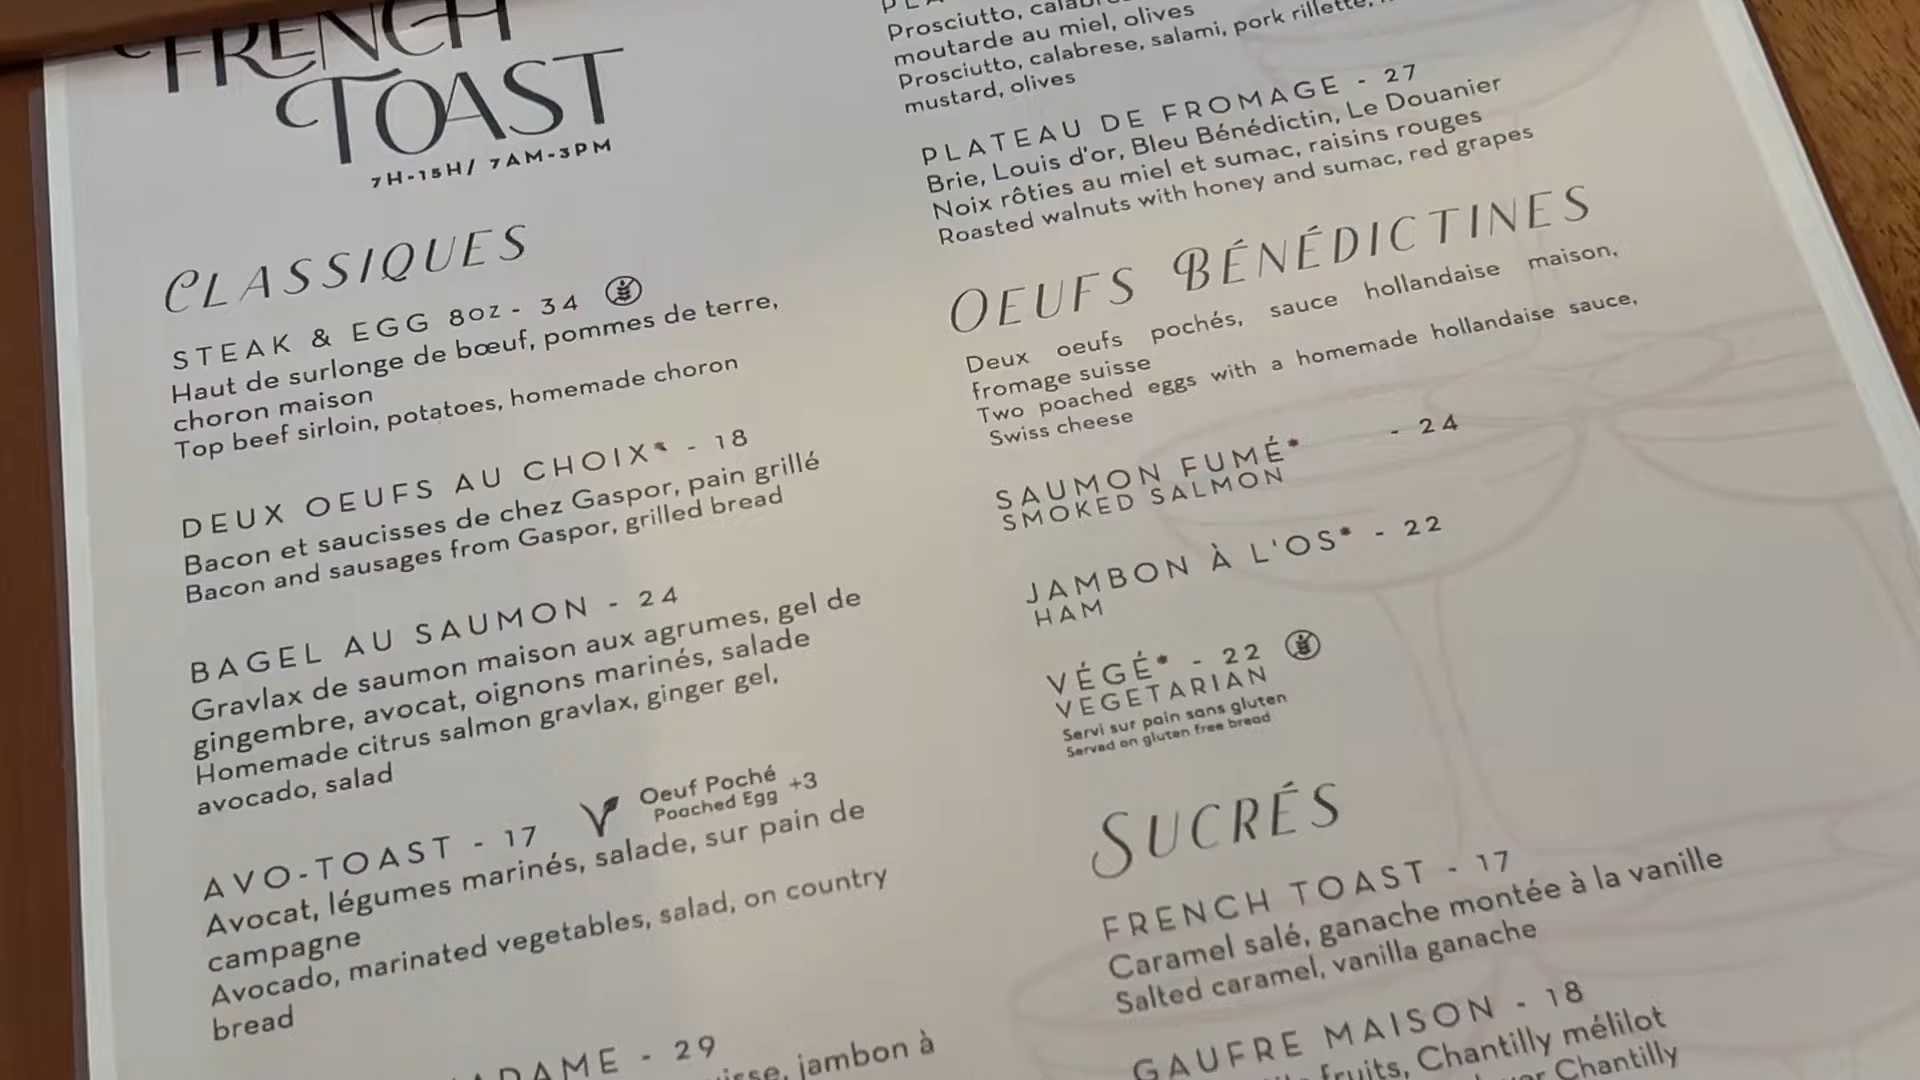 FRENCH
TOAST
7H-15H/ 7AM-3PM
CLASSIQUES
STEAK & EGG 8OZ - 34
Haut de surlonge de bœuf, pommes de terre,
choron maison
Top beef sirloin, potatoes, homemade choron
DEUX OEUFS AU CHOIX* - 18
Bacon et saucisses de chez Gaspor, pain grillé
Bacon and sausages from Gaspor, grilled bread
BAGEL AU SAUMON - 24
Gravlax de saumon maison aux agrumes, gel de
gingembre, avocat, oignons marinés, salade
Homemade citrus salmon gravlax, ginger gel,
avocado, salad
AVO-TOAST - 17
Oeuf Poché
Poached Egg
+3
Avocat, légumes marinés, salade, sur pain de
campagne
Avocado, marinated vegetables, salad, on country
bread
- 29
jambon à
Prosciutto,
moutarde au miel, olives
Prosciutto, calabrese, salami, pork rillette,
mustard, olives
PLATEAU DE FROMAGE - 27
Brie, Louis d'or, Bleu Bénédictin, Le Douanier
Noix rôties au miel et sumac, raisins rouges
Roasted walnuts with honey and sumac, red grapes
OEUFS BÉNÉDICTINES
Deux oeufs pochés, sauce hollandaise maison,
fromage suisse
Two poached eggs with a homemade hollandaise sauce,
Swiss cheese
SAUMON FUMÉ* - 24
SMOKED SALMON
JAMBON À L'OS* - 22
HAM
VÉGÉ* - 22
VEGETARIAN
Servi sur pain sans gluten
Served on gluten free bread
SUCRÉS
FRENCH TOAST - 17
Caramel salé, ganache montée à la vanille
Salted caramel, vanilla ganache
GAUFRE MAISON - 18
fruits, Chantilly mélilot
Chantilly